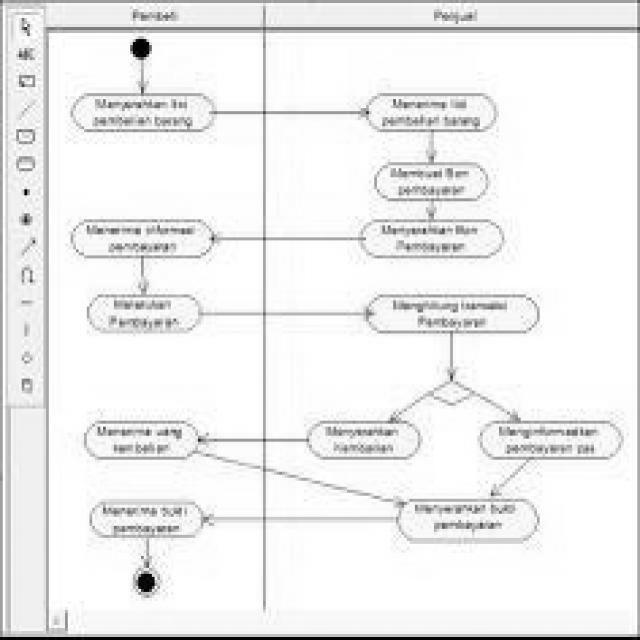 Pembeli
Penjual
ABC
Menyerahkan list
pembelian barang
Menerima list
pembelian barang
Membuat Bon
pembayaran
Menerima informasi
pembayaran
Menyerahkan Bon
Pembayaran
Melakukan
Pembayaran
Menghitung transaksi
Pembayaran
Menerima uang
kembalian
Menyerahkan
Kembalian
Menginformasikan
pembayaran pas
Menerima bukti
pembayaran
Menyerahkan bukti
pembayaran